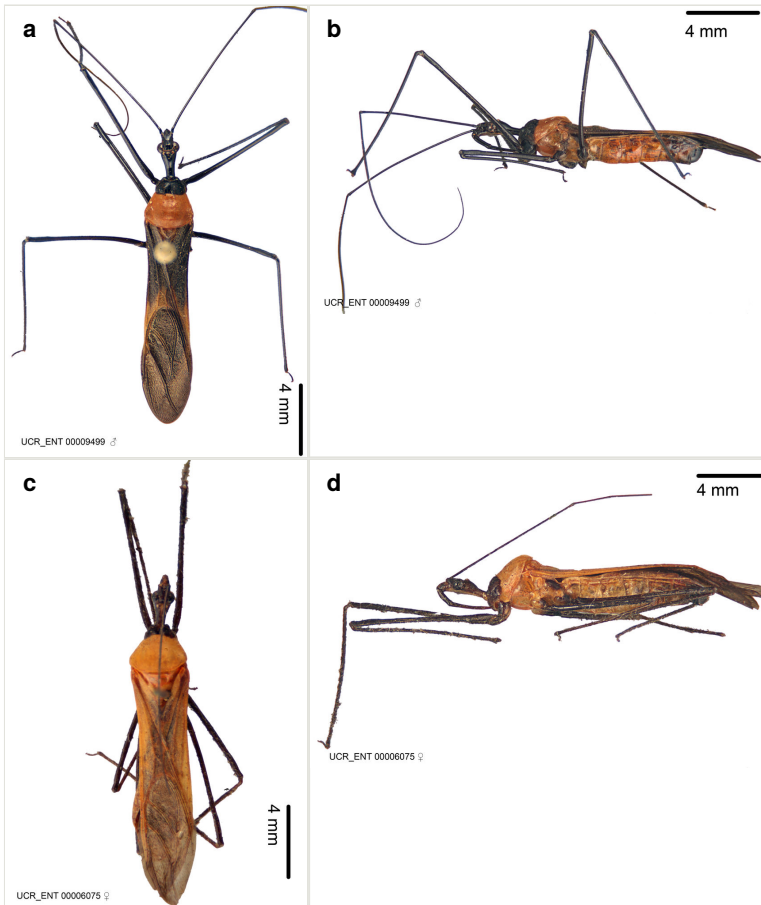 a
4 mm
UCR_ENT 00009499 ♂
b
4 mm
UCR_ENT 00009499 ♂
c
4 mm
UCR_ENT 00006075 ♀
d
4 mm
UCR_ENT 00006075 ♀